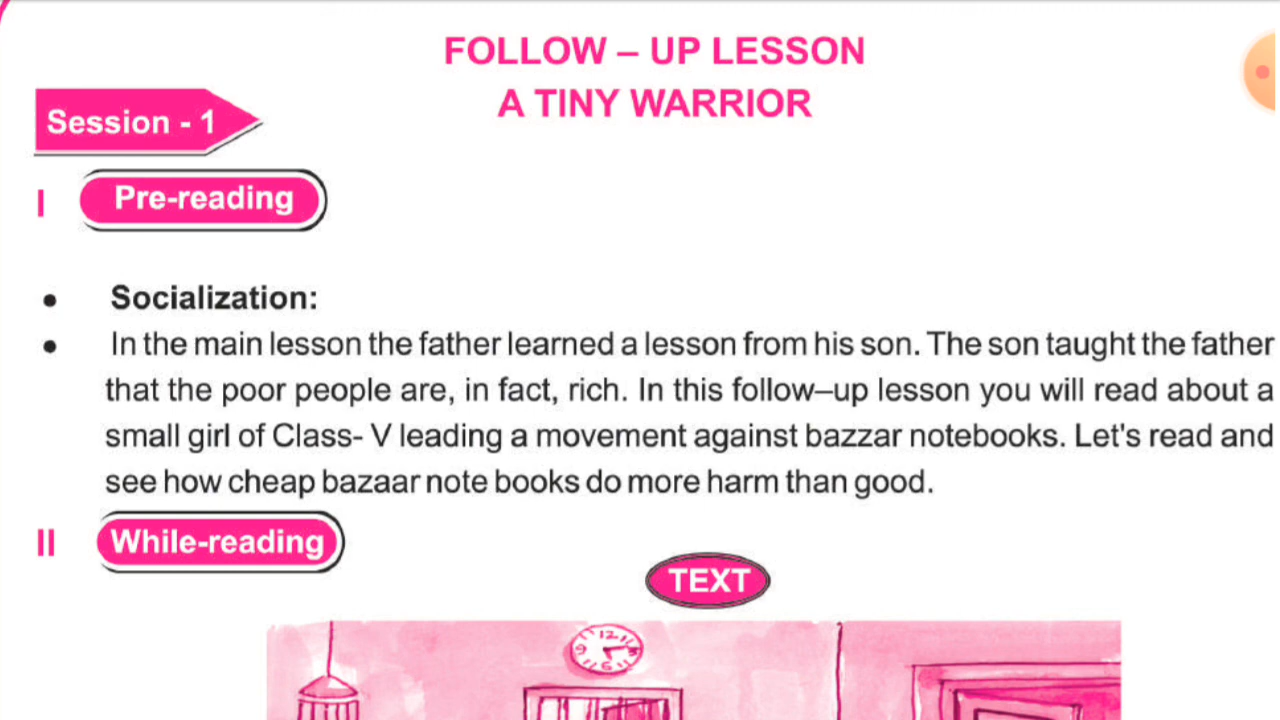 FOLLOW – UP LESSON
A TINY WARRIOR
Session - 1
I Pre-reading
• Socialization:
• In the main lesson the father learned a lesson from his son. The son taught the father
that the poor people are, in fact, rich. In this follow–up lesson you will read about a
small girl of Class- V leading a movement against bazzar notebooks. Let's read and
see how cheap bazaar note books do more harm than good.
II While-reading
TEXT
12